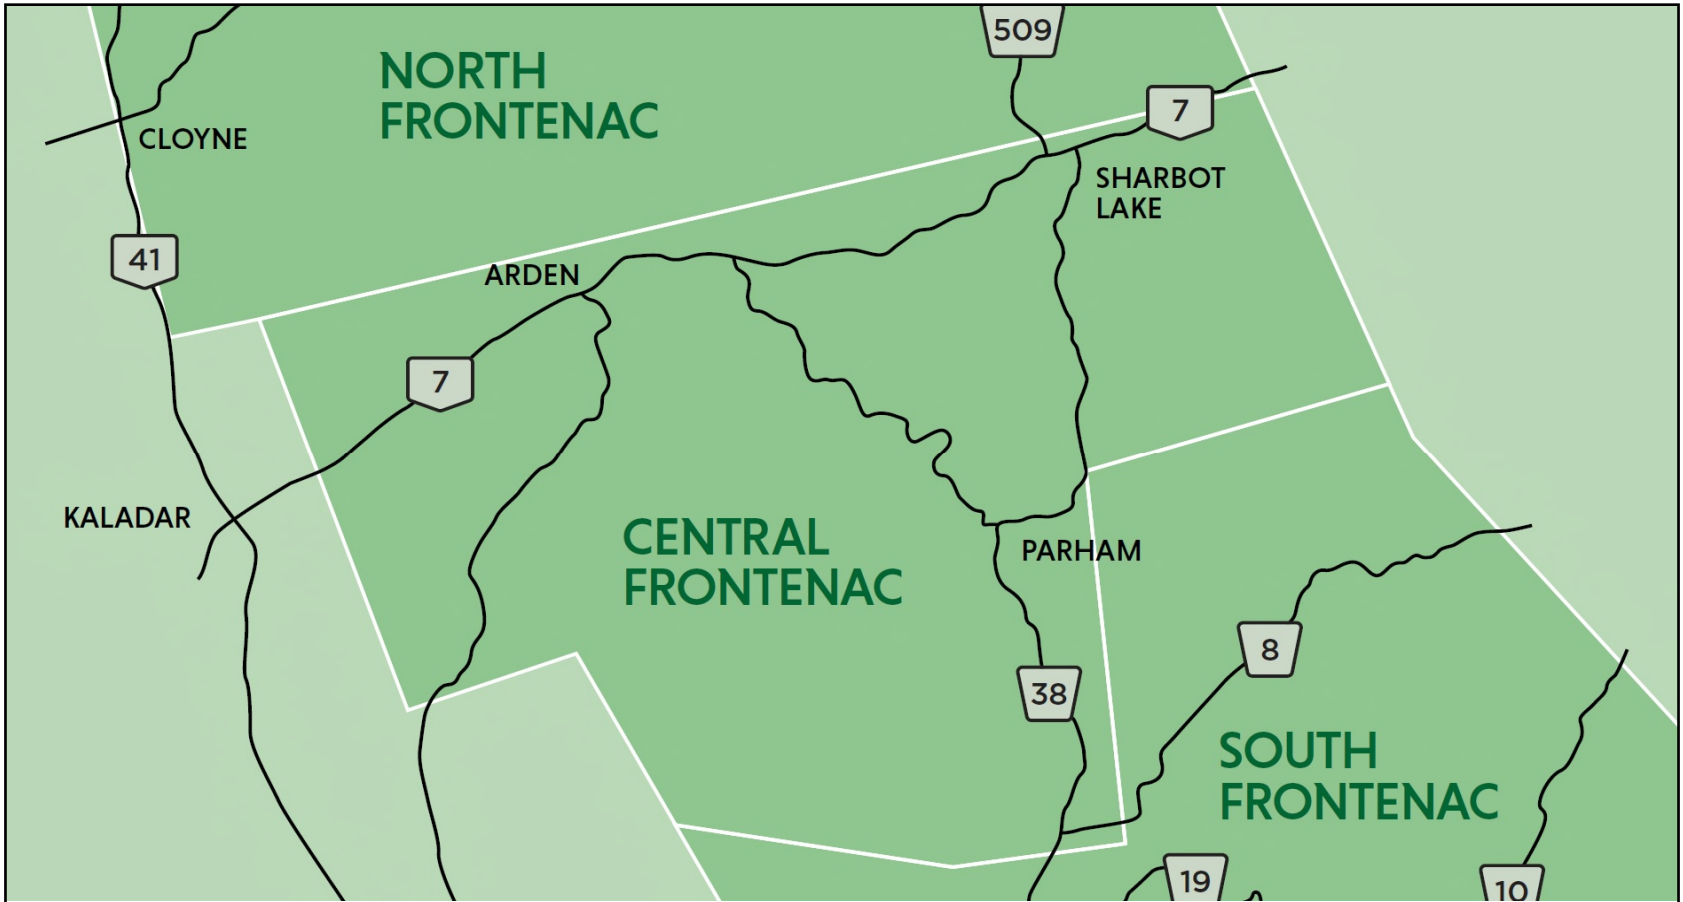 509
NORTH
FRONTENAC
7
CLOYNE
SHARBOT
LAKE
41
ARDEN
7
KALADAR
CENTRAL
FRONTENAC
PARHAM
8
38
SOUTH
FRONTENAC
19
10